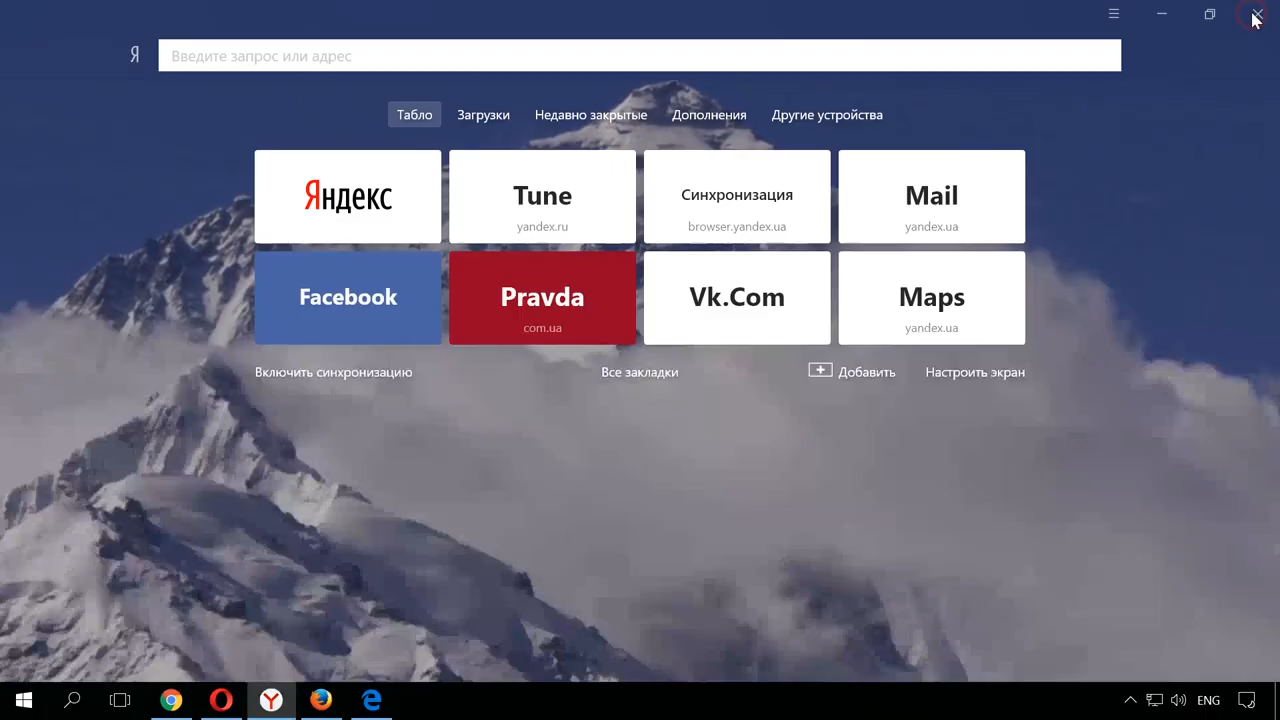 Я Введите запрос или адрес
Табло Загрузки Недавно закрытые Дополнения Другие устройства
Яндекс Tune Синхронизация Mail
yandex.ru browser.yandex.ua yandex.ua
Facebook Pravda Vk.Com Maps
com.ua yandex.ua
Включить синхронизацию Все закладки Добавить Настроить экран
ENG